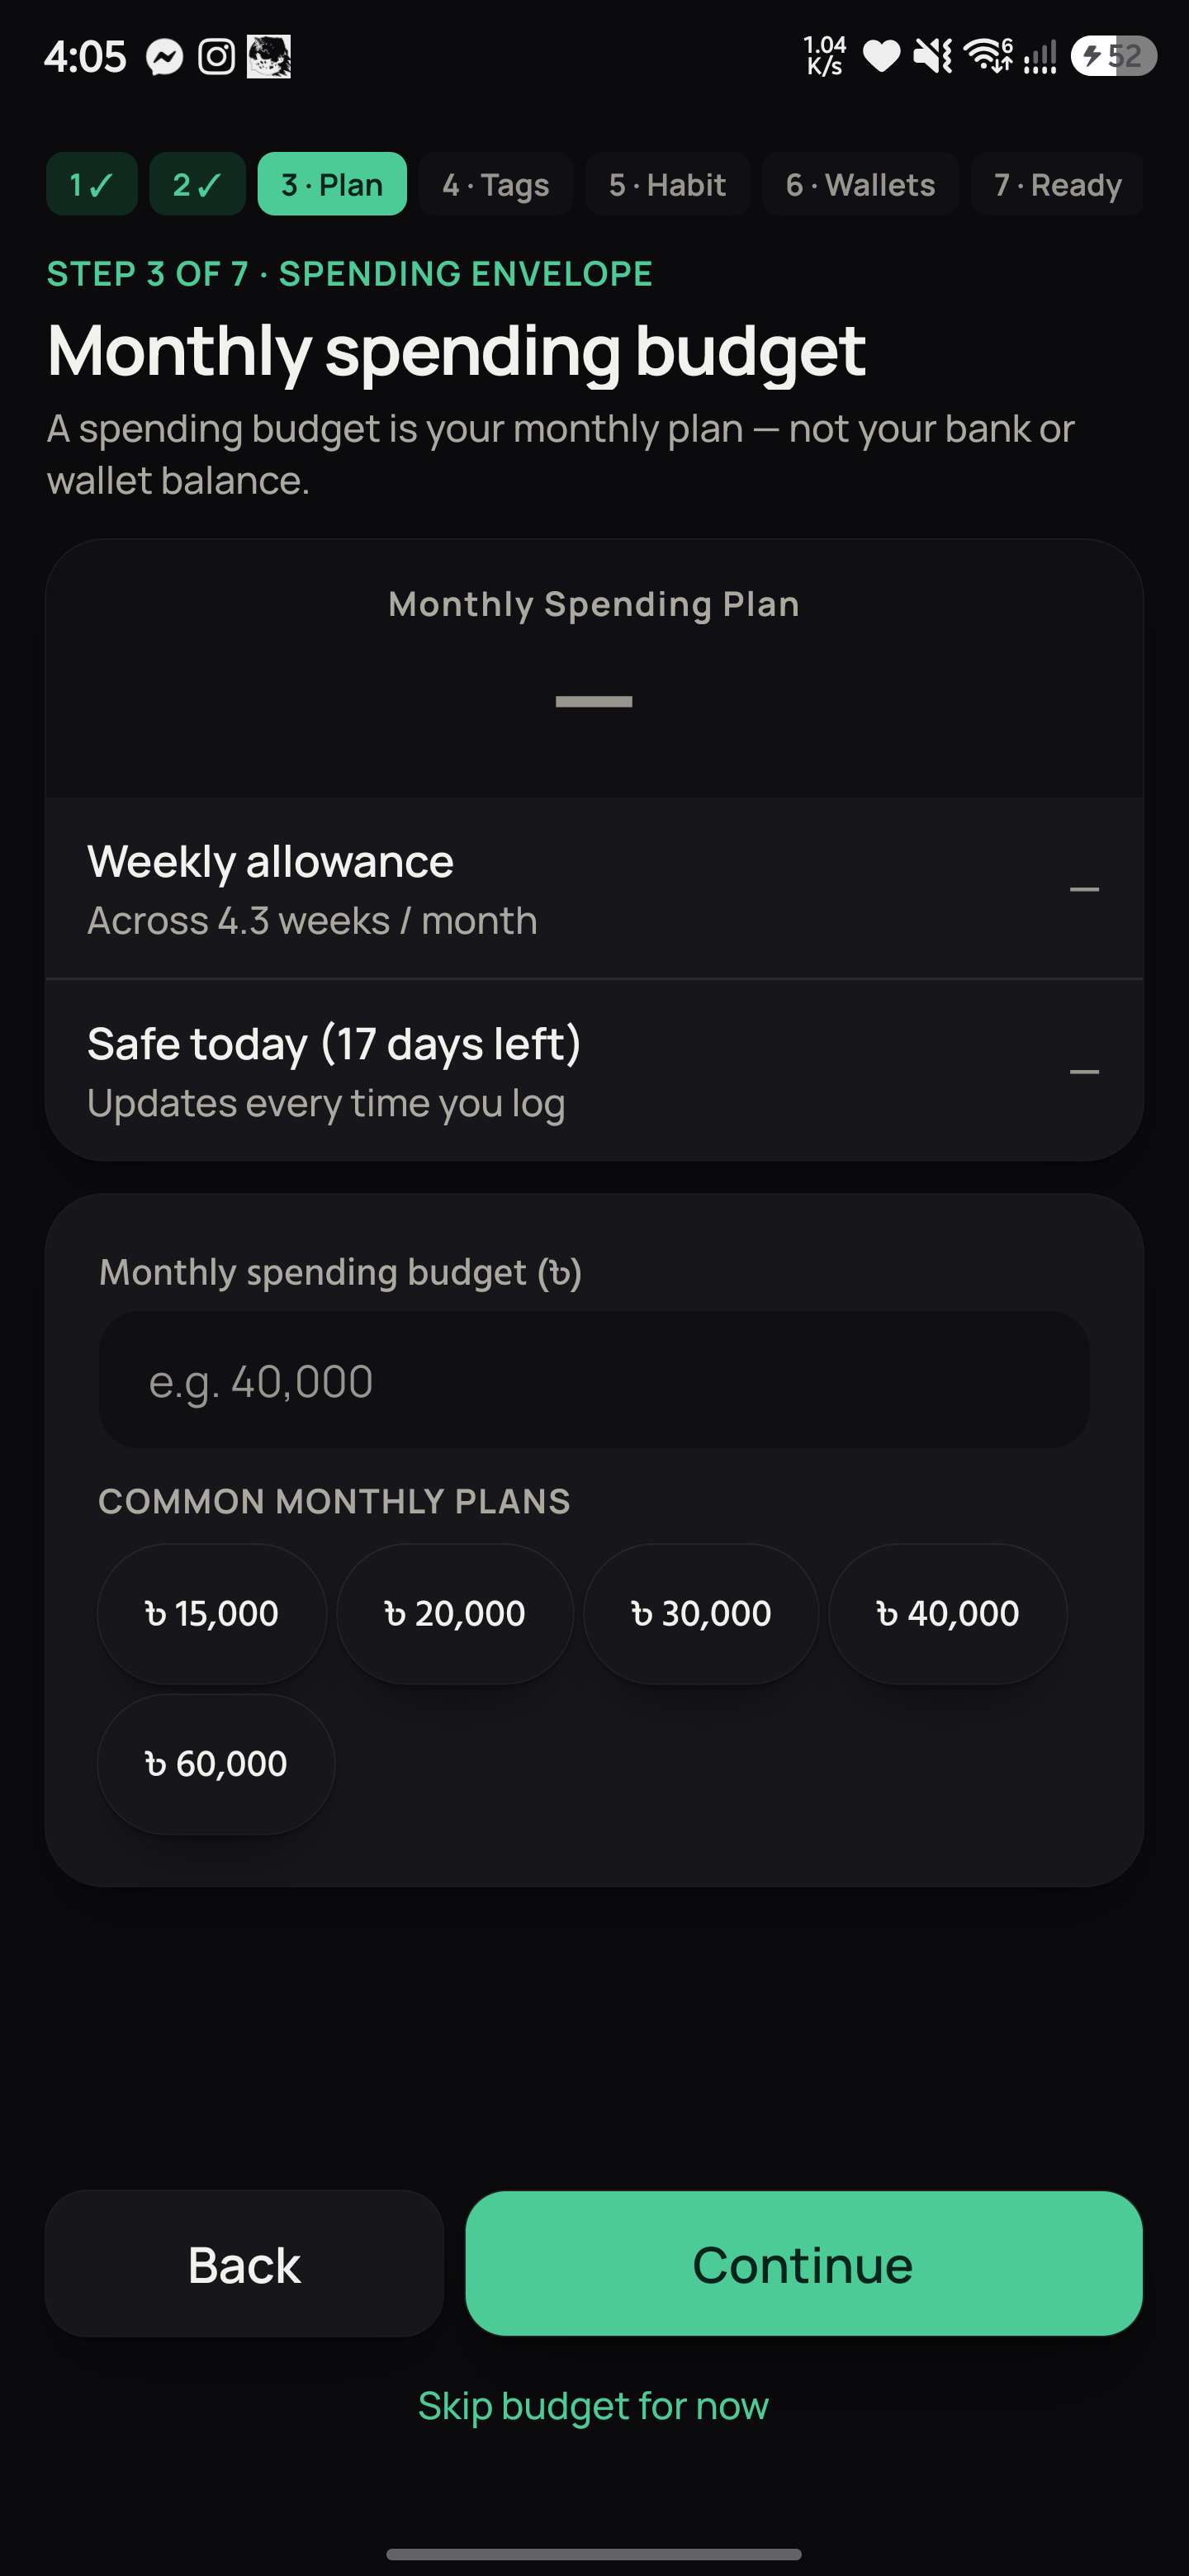 4:05
1.04 K/s
6
52
1 ✓
2 ✓
3 · Plan
4 · Tags
5 · Habit
6 · Wallets
7 · Ready
STEP 3 OF 7 · SPENDING ENVELOPE
Monthly spending budget
A spending budget is your monthly plan — not your bank or
wallet balance.
Monthly Spending Plan
—
Weekly allowance
—
Across 4.3 weeks / month
Safe today (17 days left)
—
Updates every time you log
Monthly spending budget (৳)
e.g. 40,000
COMMON MONTHLY PLANS
৳ 15,000
৳ 20,000
৳ 30,000
৳ 40,000
৳ 60,000
Back
Continue
Skip budget for now